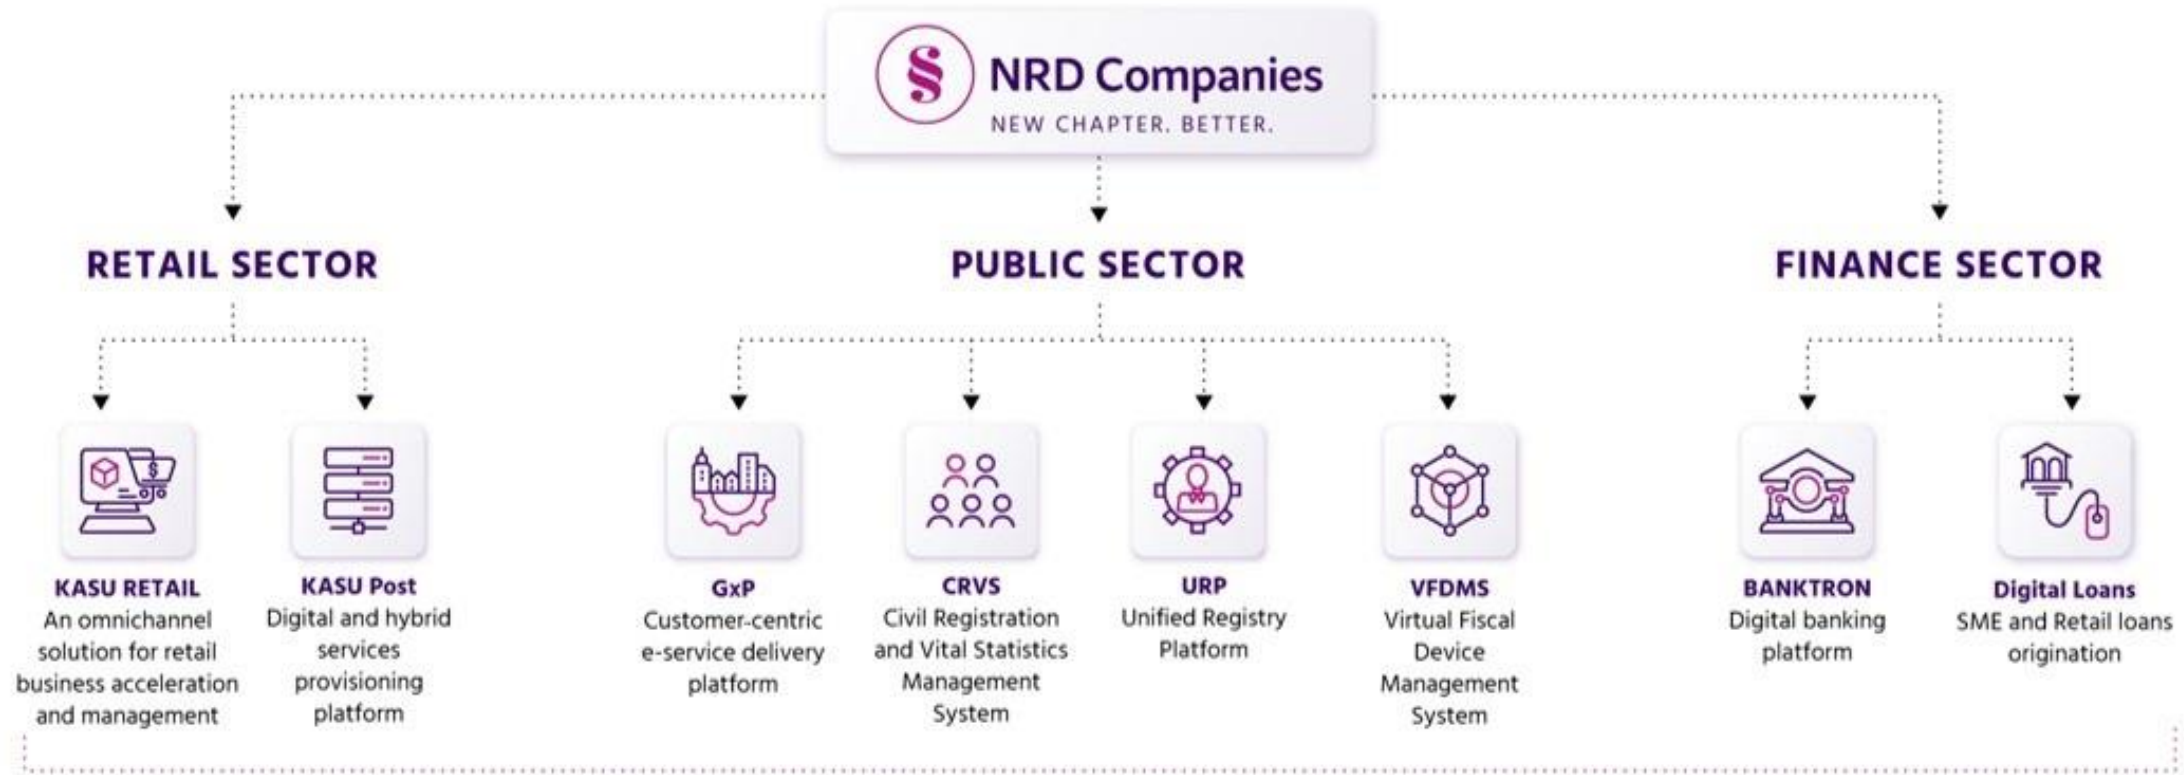 NRD Companies
NEW CHAPTER. BETTER.
RETAIL SECTOR
PUBLIC SECTOR
FINANCE SECTOR
KASU RETAIL
An omnichannel
solution for retail
business acceleration
and management
KASU Post
Digital and hybrid
services
provisioning
platform
GxP
Customer-centric
e-service delivery
platform
CRVS
Civil Registration
and Vital Statistics
Management
System
URP
Unified Registry
Platform
VFDMS
Virtual Fiscal
Device
Management
System
BANKTRON
Digital banking
platform
Digital Loans
SME and Retail loans
origination